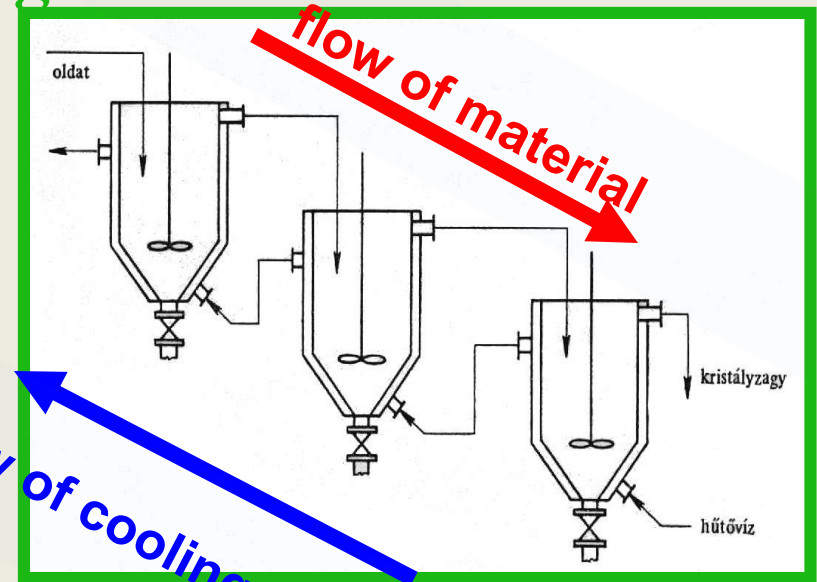 oldat
flow of material
kristályzagy
of cooling
hűtővíz